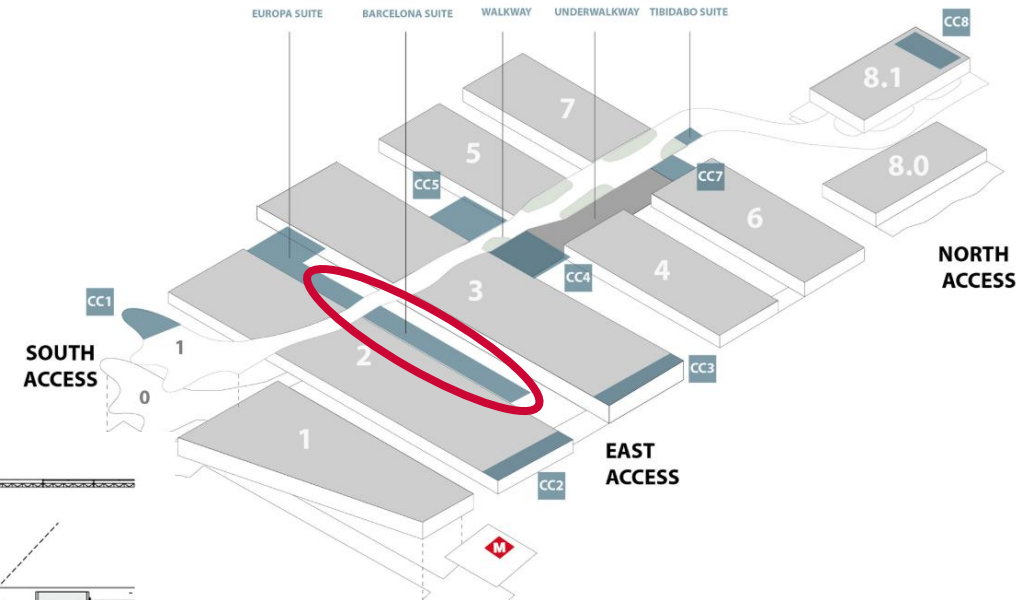 EUROPA SUITE
BARCELONA SUITE
WALKWAY
UNDERWALKWAY
TIBIDABO SUITE
CC8
8.1
7
8.0
5
CC5
CC7
6
NORTH
ACCESS
4
CC4
3
CC1
1
2
SOUTH
ACCESS
CC3
0
1
EAST
ACCESS
CC2
M